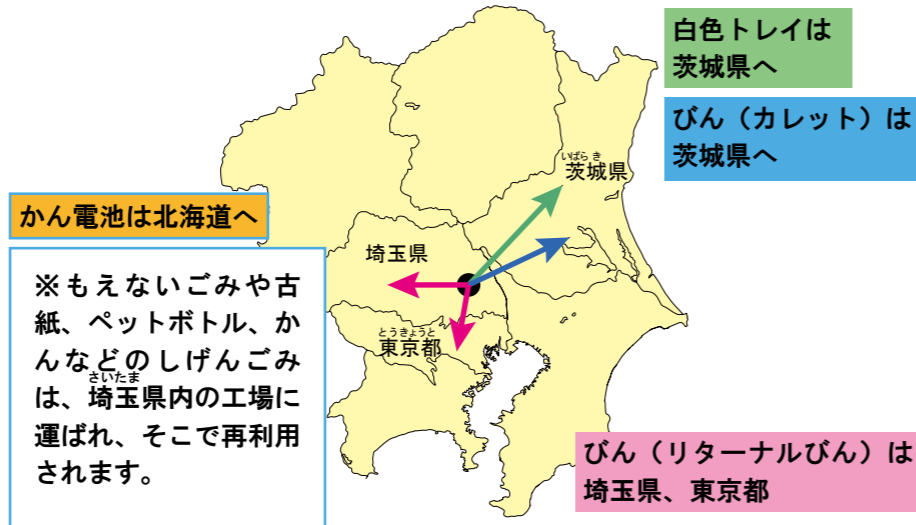 白色トレイは
茨城県へ
びん（カレット）は
茨城県へ
いばらき
茨城県
かん電池は北海道へ
埼玉県
※もえないごみや古
紙、ペットボトル、か
んなどのしげんごみ
さいたま
は、埼玉県内の工場に
運ばれ、そこで再利用
されます。
とうきょうと
東京都
びん（リターナルびん）は
埼玉県、東京都